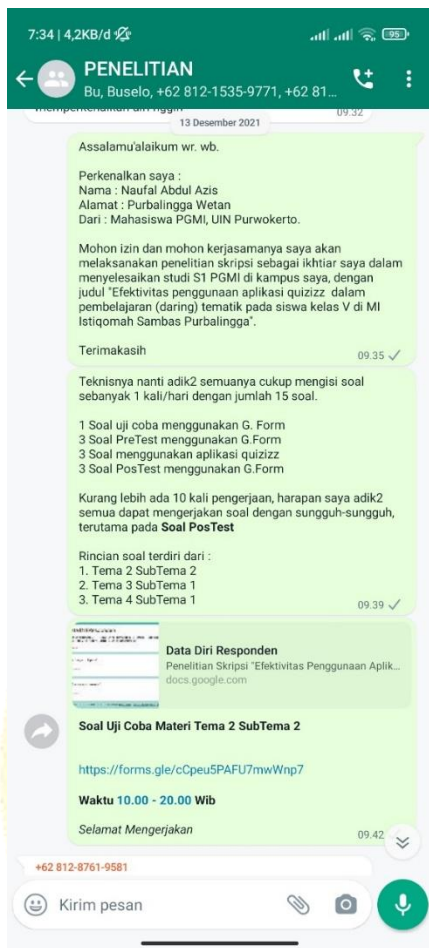 7:34 | 4,2KB/d
95
PENELITIAN
Bu, Buselo, +62 812-1535-9771, +62 81...
09.32
13 Desember 2021
Assalamu'alaikum wr. wb.
Perkenalkan saya :
Nama : Naufal Abdul Azis
Alamat : Purbalingga Wetan
Dari : Mahasiswa PGMI, UIN Purwokerto.
Mohon izin dan mohon kerjasamanya saya akan
melaksanakan penelitian skripsi sebagai ikhtiar saya dalam
menyelesaikan studi S1 PGMI di kampus saya, dengan
judul "Efektivitas penggunaan aplikasi quizizz dalam
pembelajaran (daring) tematik pada siswa kelas V di MI
Istiqomah Sambas Purbalingga".
Terimakasih
09.35
Teknisnya nanti adik2 semuanya cukup mengisi soal
sebanyak 1 kali/hari dengan jumlah 15 soal.
1 Soal uji coba menggunakan G. Form
3 Soal PreTest menggunakan G.Form
3 Soal menggunakan aplikasi quizizz
3 Soal PosTest menggunakan G.Form
Kurang lebih ada 10 kali pengerjaan, harapan saya adik2
semua dapat mengerjakan soal dengan sungguh-sungguh,
terutama pada Soal PosTest
Rincian soal terdiri dari :
1. Tema 2 SubTema 2
2. Tema 3 SubTema 1
3. Tema 4 SubTema 1
09.39
Data Diri Responden
Penelitian Skripsi "Efektivitas Penggunaan Aplik...
docs.google.com
Soal Uji Coba Materi Tema 2 SubTema 2
https://forms.gle/cCpeu5PAFU7mwWnp7
Waktu 10.00 - 20.00 Wib
Selamat Mengerjakan
09.42
+62 812-8761-9581
Kirim pesan